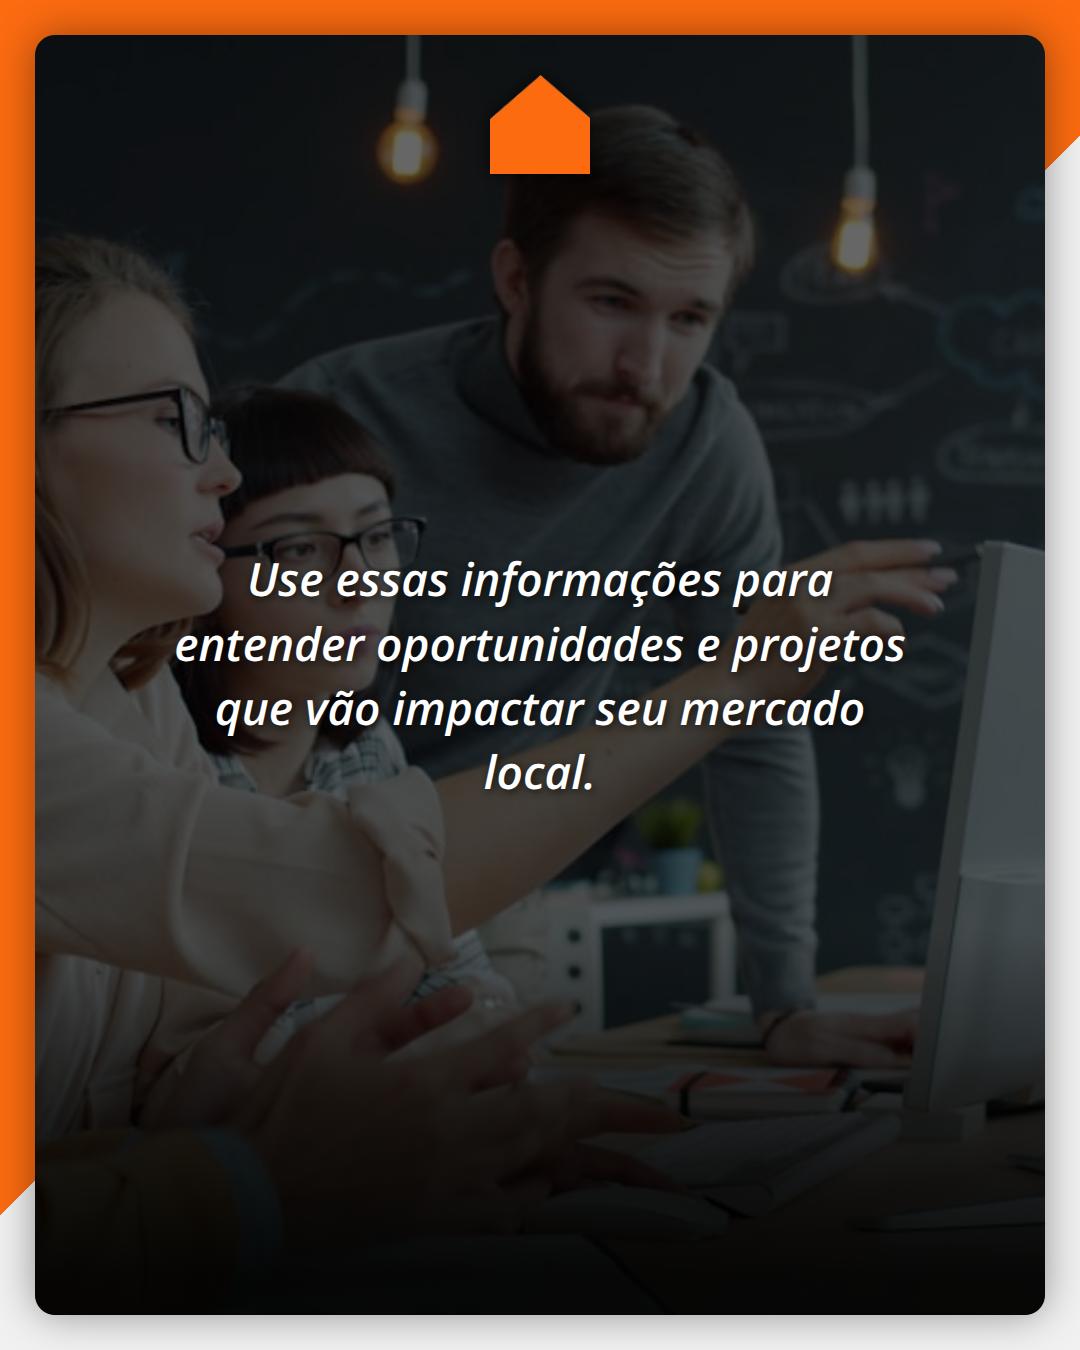 Use essas informações para
entender oportunidades e projetos
que vão impactar seu mercado
local.